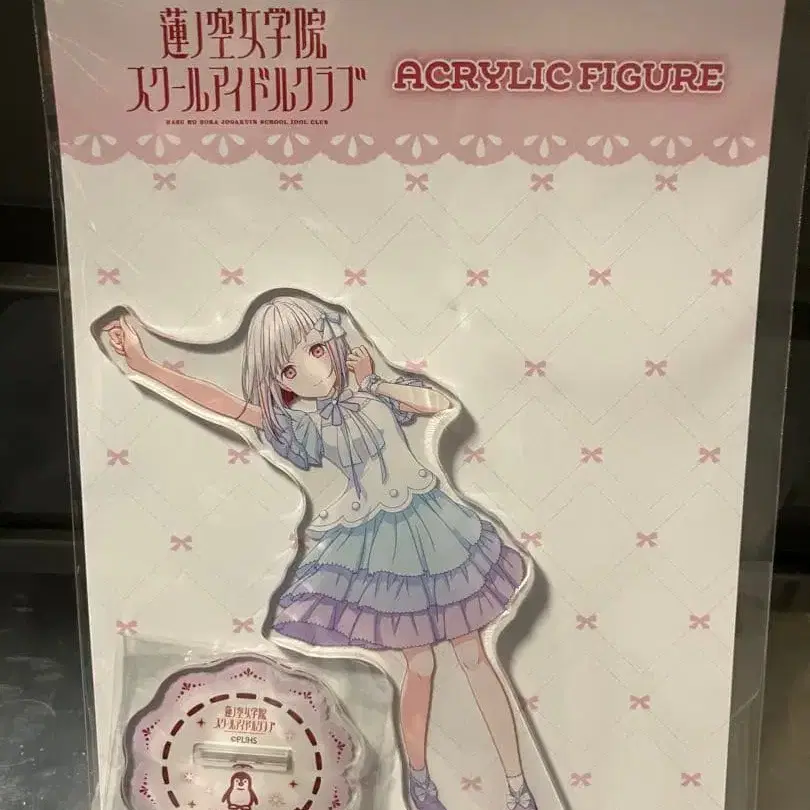 蓮ノ空女学院
スクールアイドルクラブ
HASU NO SORA JOGAKUIN SCHOOL IDOL CLUB
ACRYLIC FIGURE
蓮ノ空女学院
スクールアイドルクラブ
©PL!HS